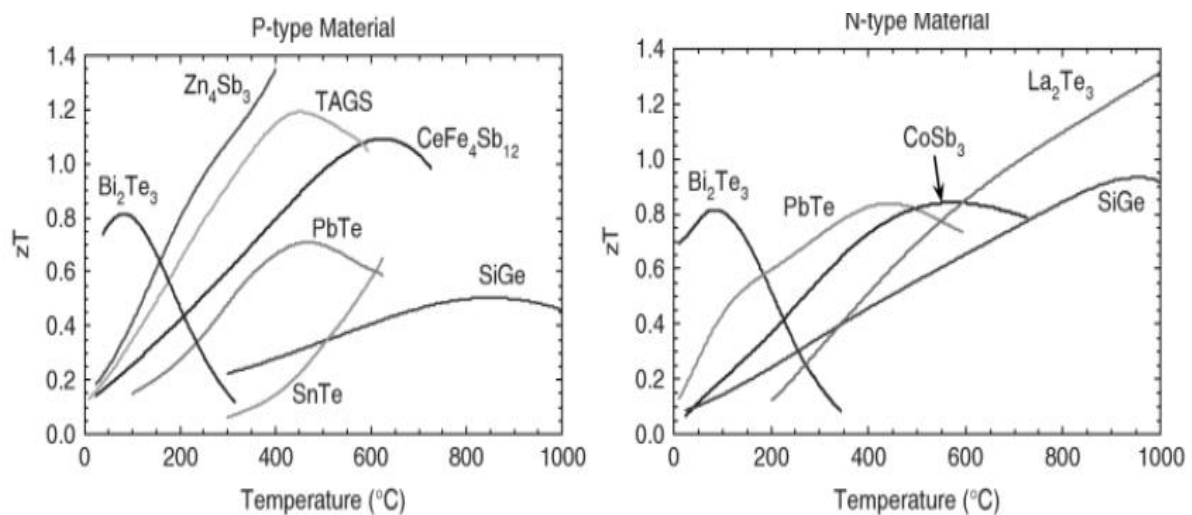 P-type Material
zT
1.4
1.2
1.0
0.8
0.6
0.4
0.2
0.0
Zn₄Sb₃
TAGS
CeFe₄Sb₁₂
Bi₂Te₃
PbTe
SiGe
SnTe
0 200 400 600 800 1000
Temperature (°C)
N-type Material
zT
1.4
1.2
1.0
0.8
0.6
0.4
0.2
0.0
La₂Te₃
CoSb₃
Bi₂Te₃
PbTe
SiGe
0 200 400 600 800 1000
Temperature (°C)